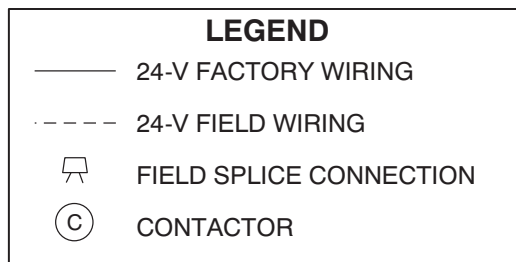 LEGEND
24-V FACTORY WIRING
24-V FIELD WIRING
FIELD SPLICE CONNECTION
C CONTACTOR